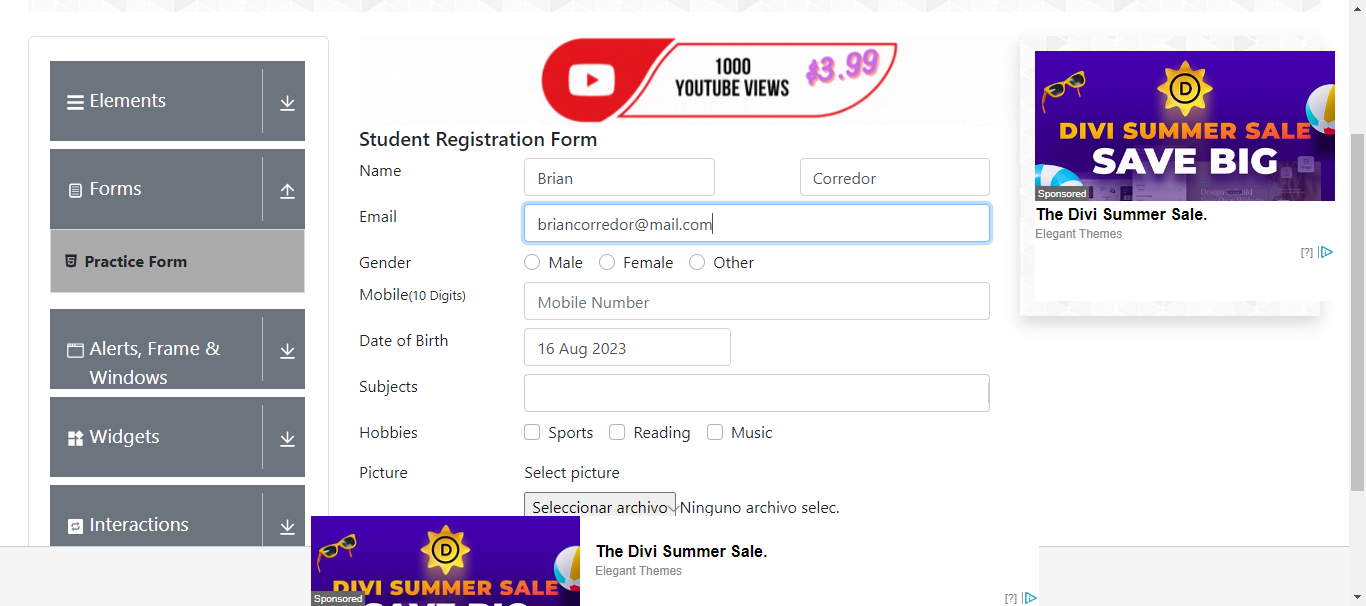 Elements
Forms
Practice Form
Alerts, Frame &
Windows
Widgets
Interactions
1000
YOUTUBE VIEWS
$3.99
Student Registration Form
Name
Brian
Corredor
Email
briancorredor@mail.com
Gender
Male
Female
Other
Mobile(10 Digits)
Mobile Number
Date of Birth
16 Aug 2023
Subjects
Hobbies
Sports
Reading
Music
Picture
Select picture
Seleccionar archivo
Ninguno archivo selec.
D
DIVI SUMMER SALE
SAVE BIG
Sponsored
The Divi Summer Sale.
Elegant Themes
[?]
D
DIVI SUMMER SALE
SAVE BIG
Sponsored
The Divi Summer Sale.
Elegant Themes
[?]